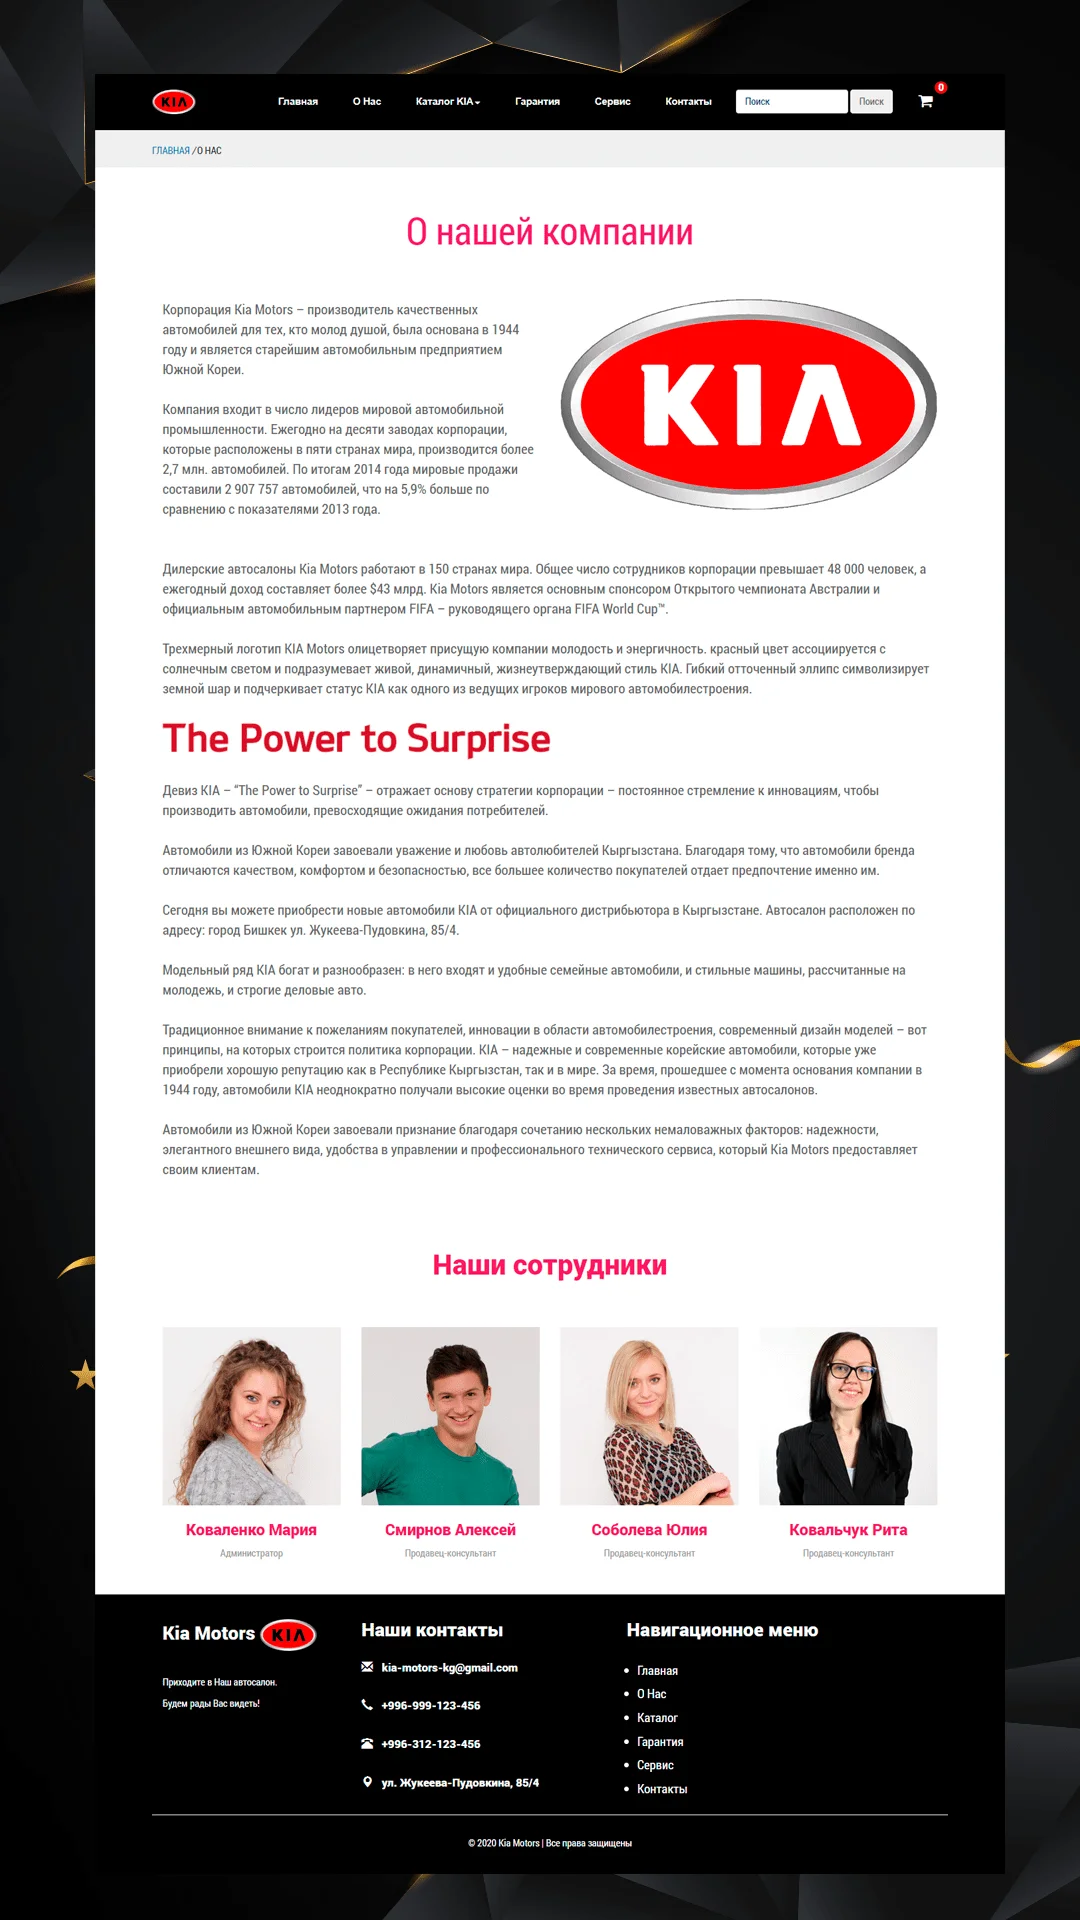 KIA
Главная
О Нас
Каталог KIA
Гарантия
Сервис
Контакты
Поиск
Поиск
0
ГЛАВНАЯ /О НАС
О нашей компании
Корпорация Kia Motors – производитель качественных
автомобилей для тех, кто молод душой, была основана в 1944
году и является старейшим автомобильным предприятием
Южной Кореи.
Компания входит в число лидеров мировой автомобильной
промышленности. Ежегодно на десяти заводах корпорации,
которые расположены в пяти странах мира, производится более
2,7 млн. автомобилей. По итогам 2014 года мировые продажи
составили 2 907 757 автомобилей, что на 5,9% больше по
сравнению с показателями 2013 года.
KIA
Дилерские автосалоны Kia Motors работают в 150 странах мира. Общее число сотрудников корпорации превышает 48 000 человек, а
ежегодный доход составляет более $43 млрд. Kia Motors является основным спонсором Открытого чемпионата Австралии и
официальным автомобильным партнером FIFA – руководящего органа FIFA World Cup™.
Трехмерный логотип KIA Motors олицетворяет присущую компании молодость и энергичность. красный цвет ассоциируется с
солнечным светом и подразумевает живой, динамичный, жизнеутверждающий стиль KIA. Гибкий отточенный эллипс символизирует
земной шар и подчеркивает статус KIA как одного из ведущих игроков мирового автомобилестроения.
The Power to Surprise
Девиз KIA – “The Power to Surprise” – отражает основу стратегии корпорации – постоянное стремление к инновациям, чтобы
производить автомобили, превосходящие ожидания потребителей.
Автомобили из Южной Кореи завоевали уважение и любовь автолюбителей Кыргызстана. Благодаря тому, что автомобили бренда
отличаются качеством, комфортом и безопасностью, все большее количество покупателей отдает предпочтение именно им.
Сегодня вы можете приобрести новые автомобили KIA от официального дистрибьютора в Кыргызстане. Автосалон расположен по
адресу: город Бишкек ул. Жукеева-Пудовкина, 85/4.
Модельный ряд KIA богат и разнообразен: в него входят и удобные семейные автомобили, и стильные машины, рассчитанные на
молодежь, и строгие деловые авто.
Традиционное внимание к пожеланиям покупателей, инновации в области автомобилестроения, современный дизайн моделей – вот
принципы, на которых строится политика корпорации. KIA – надежные и современные корейские автомобили, которые уже
приобрели хорошую репутацию как в Республике Кыргызстан, так и в мире. За время, прошедшее с момента основания компании в
1944 году, автомобили KIA неоднократно получали высокие оценки во время проведения известных автосалонов.
Автомобили из Южной Кореи завоевали признание благодаря сочетанию нескольких немаловажных факторов: надежности,
элегантного внешнего вида, удобства в управлении и профессионального технического сервиса, который Kia Motors предоставляет
своим клиентам.
Наши сотрудники
Коваленко Мария
Администратор
Смирнов Алексей
Продавец-консультант
Соболева Юлия
Продавец-консультант
Ковальчук Рита
Продавец-консультант
Kia Motors KIA
Приходите в Наш автосалон.
Будем рады Вас видеть!
Наши контакты
kia-motors-kg@gmail.com
+996-999-123-456
+996-312-123-456
ул. Жукеева-Пудовкина, 85/4
Навигационное меню
Главная
О Нас
Каталог
Гарантия
Сервис
Контакты
© 2020 Kia Motors | Все права защищены